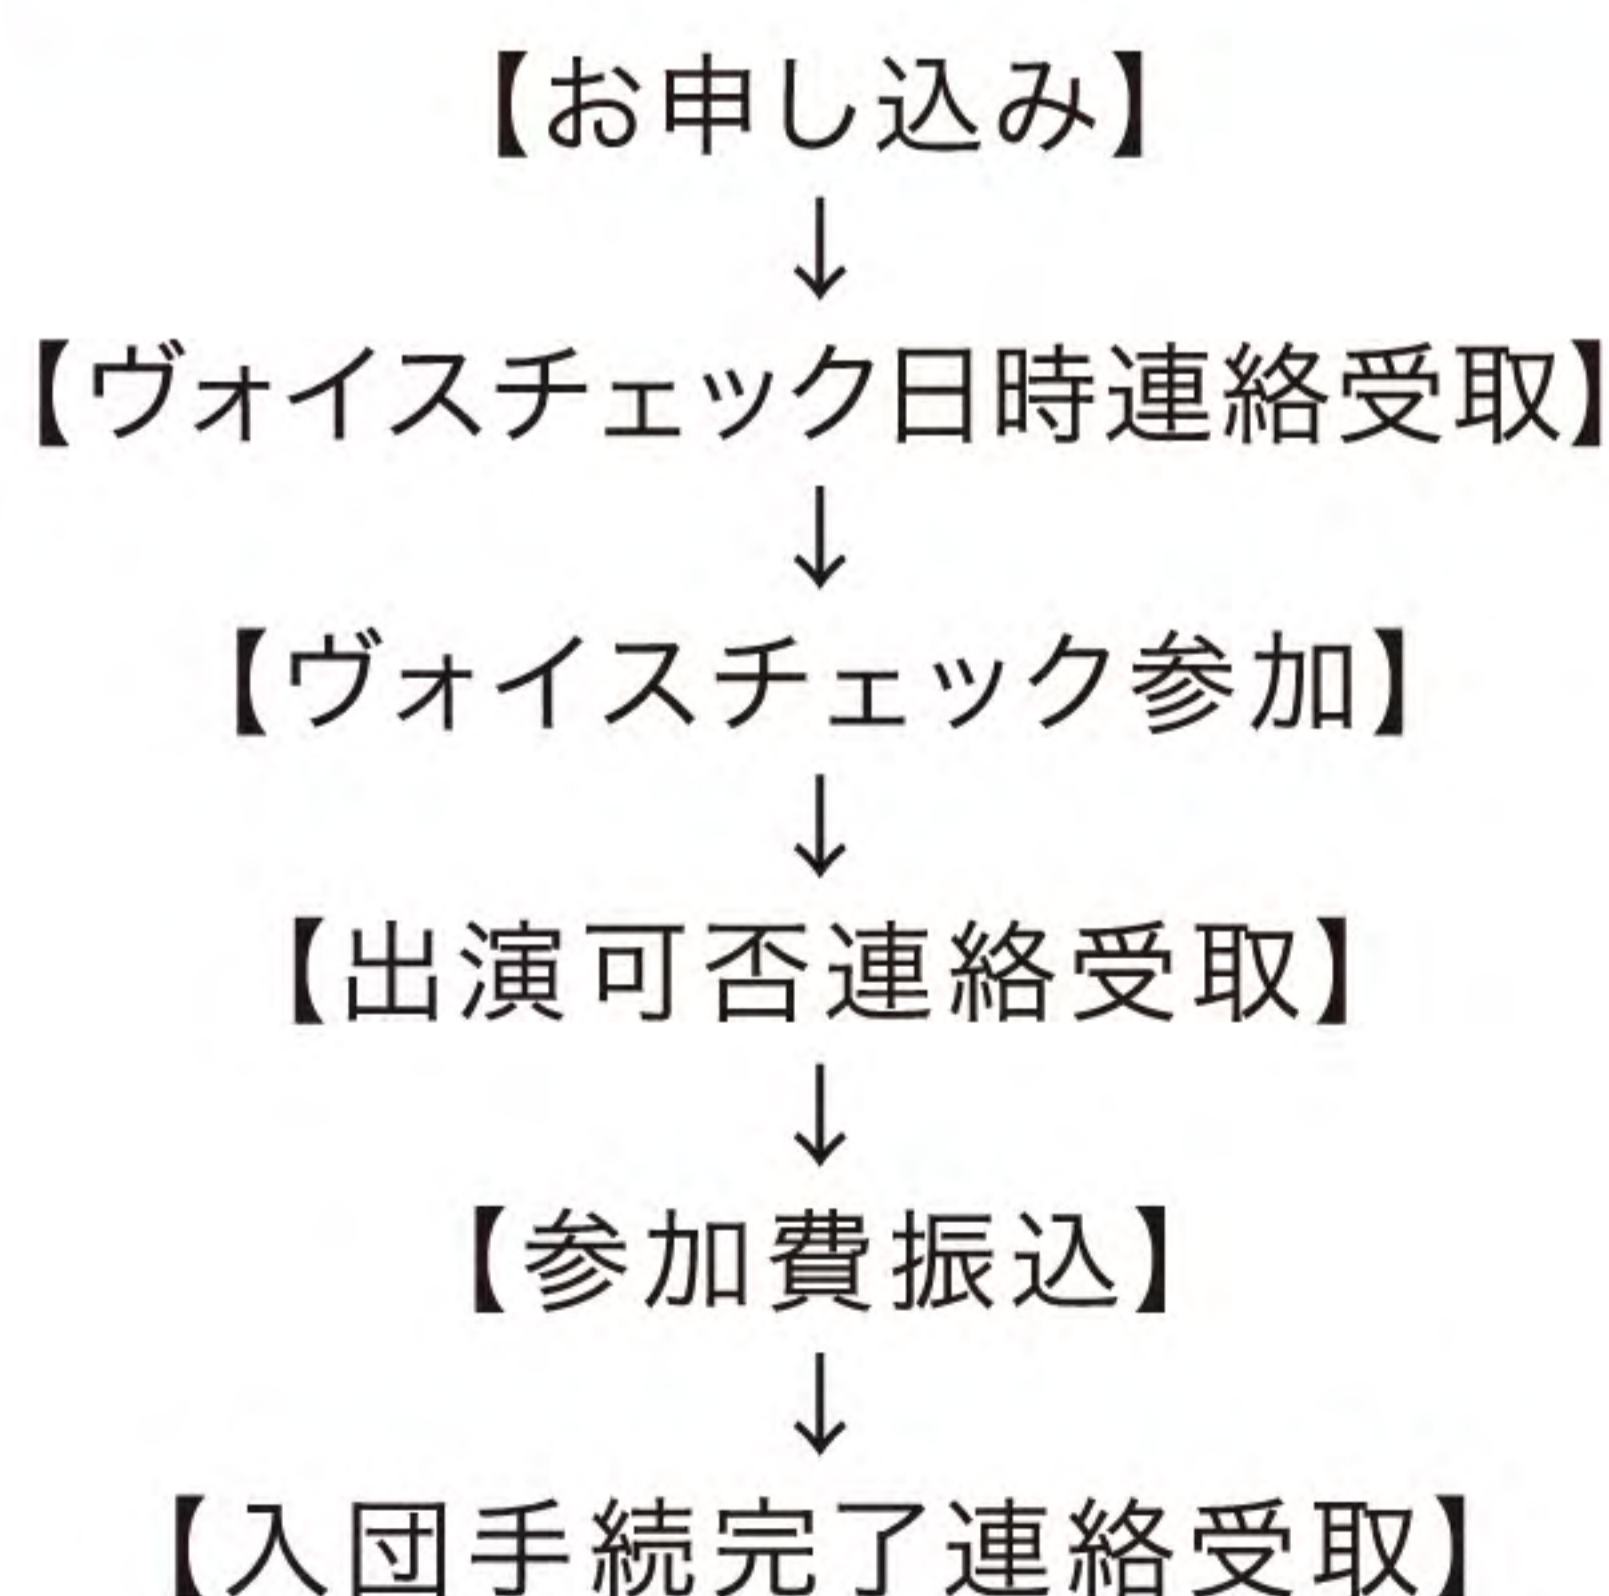 【お申し込み】
↓
【ヴォイスチェック日時連絡受取】
↓
【ヴォイスチェック参加】
↓
【出演可否連絡受取】
↓
【参加費振込】
↓
【入団手続完了連絡受取】